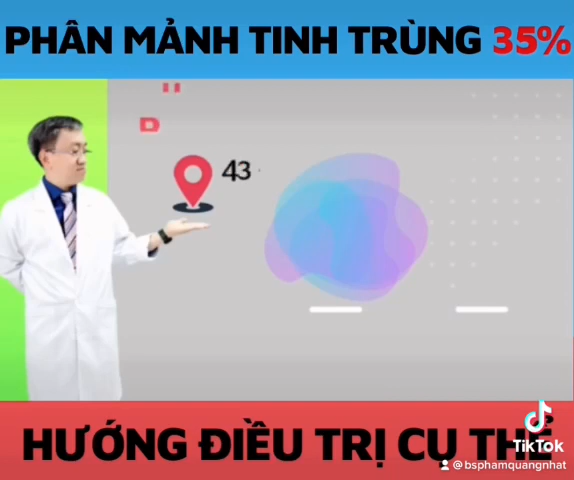 PHÂN MẢNH TINH TRÙNG 35%
43
HƯỚNG ĐIỀU TRỊ CỤ THỂ
TikTok
@bsphamquangnhat